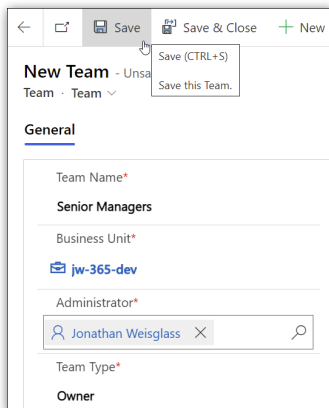 Save
Save & Close
New
New Team - Unsa
Save (CTRL+S)
Save this Team.
Team · Team
General
Team Name*
Senior Managers
Business Unit*
jw-365-dev
Administrator*
Jonathan Weisglass
Team Type*
Owner